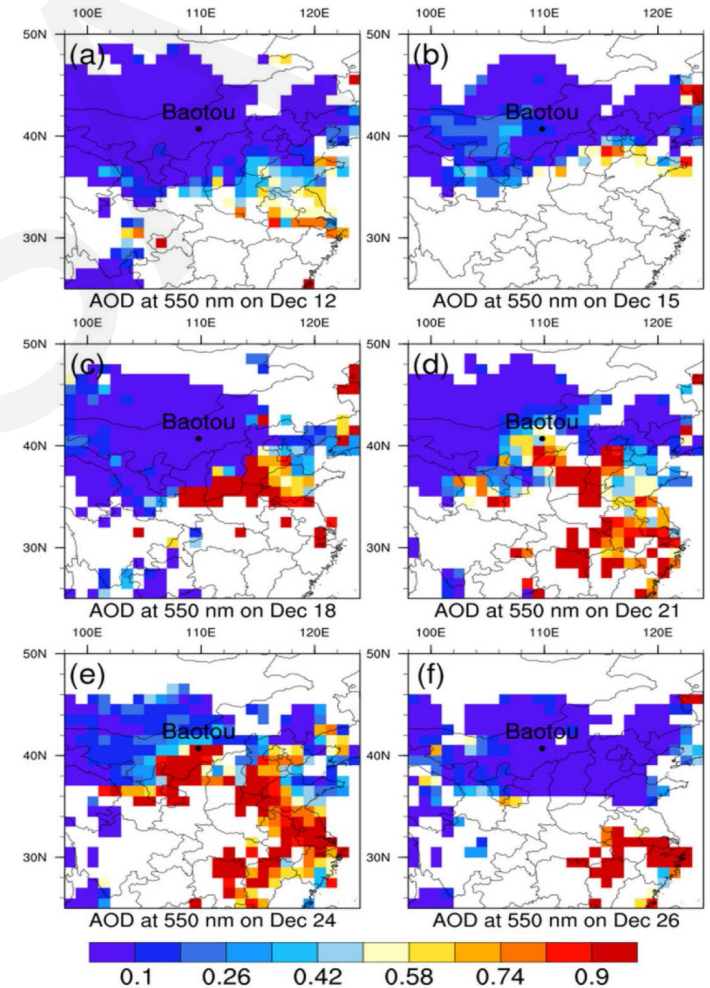 100E 110E 120E 100E 110E 120E
50N (a) 50N (b)
Baotou Baotou
40N 40N
30N 30N
AOD at 550 nm on Dec 12 AOD at 550 nm on Dec 15
100E 110E 120E 100E 110E 120E
50N (c) 50N (d)
Baotou Baotou
40N 40N
30N 30N
AOD at 550 nm on Dec 18 AOD at 550 nm on Dec 21
100E 110E 120E 100E 110E 120E
50N (e) 50N (f)
Baotou Baotou
40N 40N
30N 30N
AOD at 550 nm on Dec 24 AOD at 550 nm on Dec 26
0.1 0.26 0.42 0.58 0.74 0.9